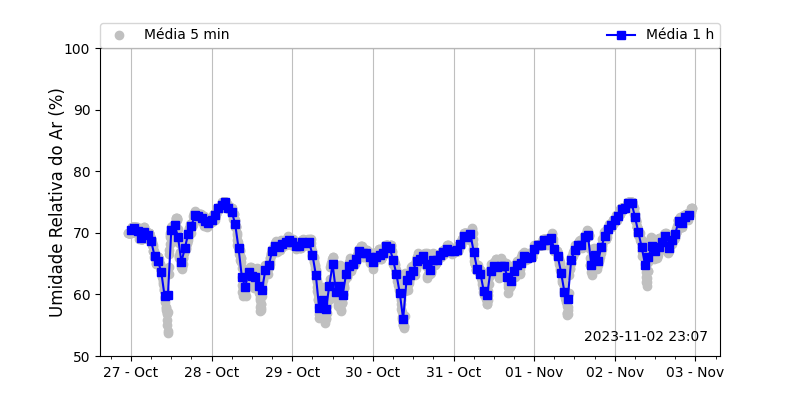 Média 5 min Média 1 h
Umidade Relativa do Ar (%)
100
90
80
70
60
50
2023-11-02 23:07
27 - Oct 28 - Oct 29 - Oct 30 - Oct 31 - Oct 01 - Nov 02 - Nov 03 - Nov